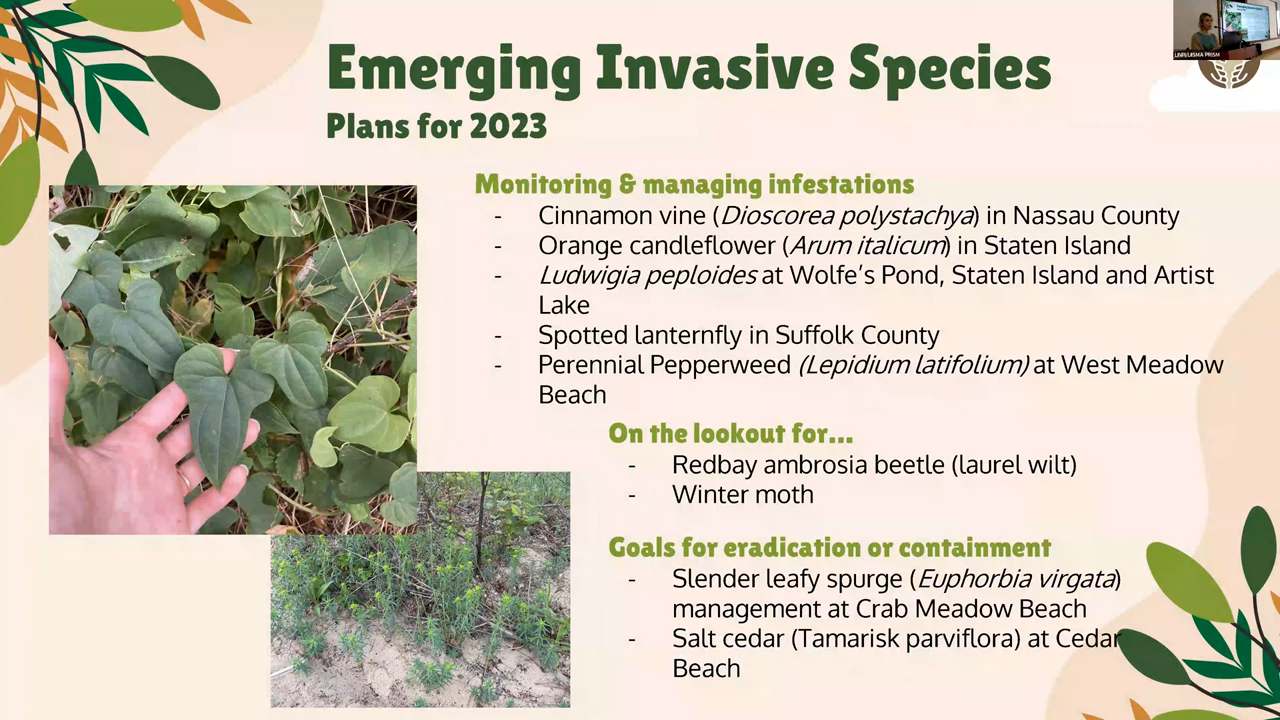 Emerging Invasive Species
Plans for 2023
Monitoring & managing infestations
- Cinnamon vine (Dioscorea polystachya) in Nassau County
- Orange candleflower (Arum italicum) in Staten Island
- Ludwigia peploides at Wolfe's Pond, Staten Island and Artist
Lake
- Spotted lanternfly in Suffolk County
- Perennial Pepperweed (Lepidium latifolium) at West Meadow
Beach
On the lookout for...
- Redbay ambrosia beetle (laurel wilt)
- Winter moth
Goals for eradication or containment
- Slender leafy spurge (Euphorbia virgata)
management at Crab Meadow Beach
- Salt cedar (Tamarisk parviflora) at Cedar
Beach